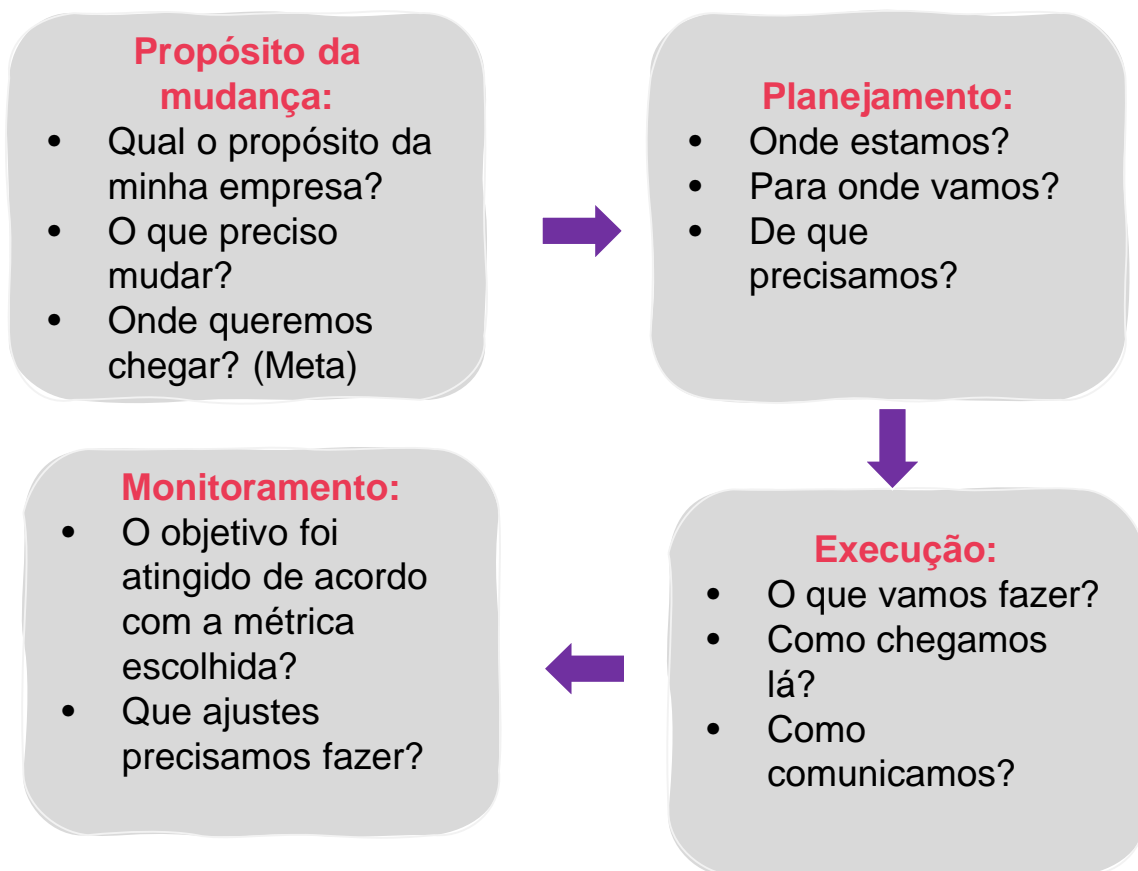 Propósito da
mudança:
• Qual o propósito da
minha empresa?
• O que preciso
mudar?
• Onde queremos
chegar? (Meta)
Planejamento:
• Onde estamos?
• Para onde vamos?
• De que
precisamos?
Execução:
• O que vamos fazer?
• Como chegamos
lá?
• Como
comunicamos?
Monitoramento:
• O objetivo foi
atingido de acordo
com a métrica
escolhida?
• Que ajustes
precisamos fazer?